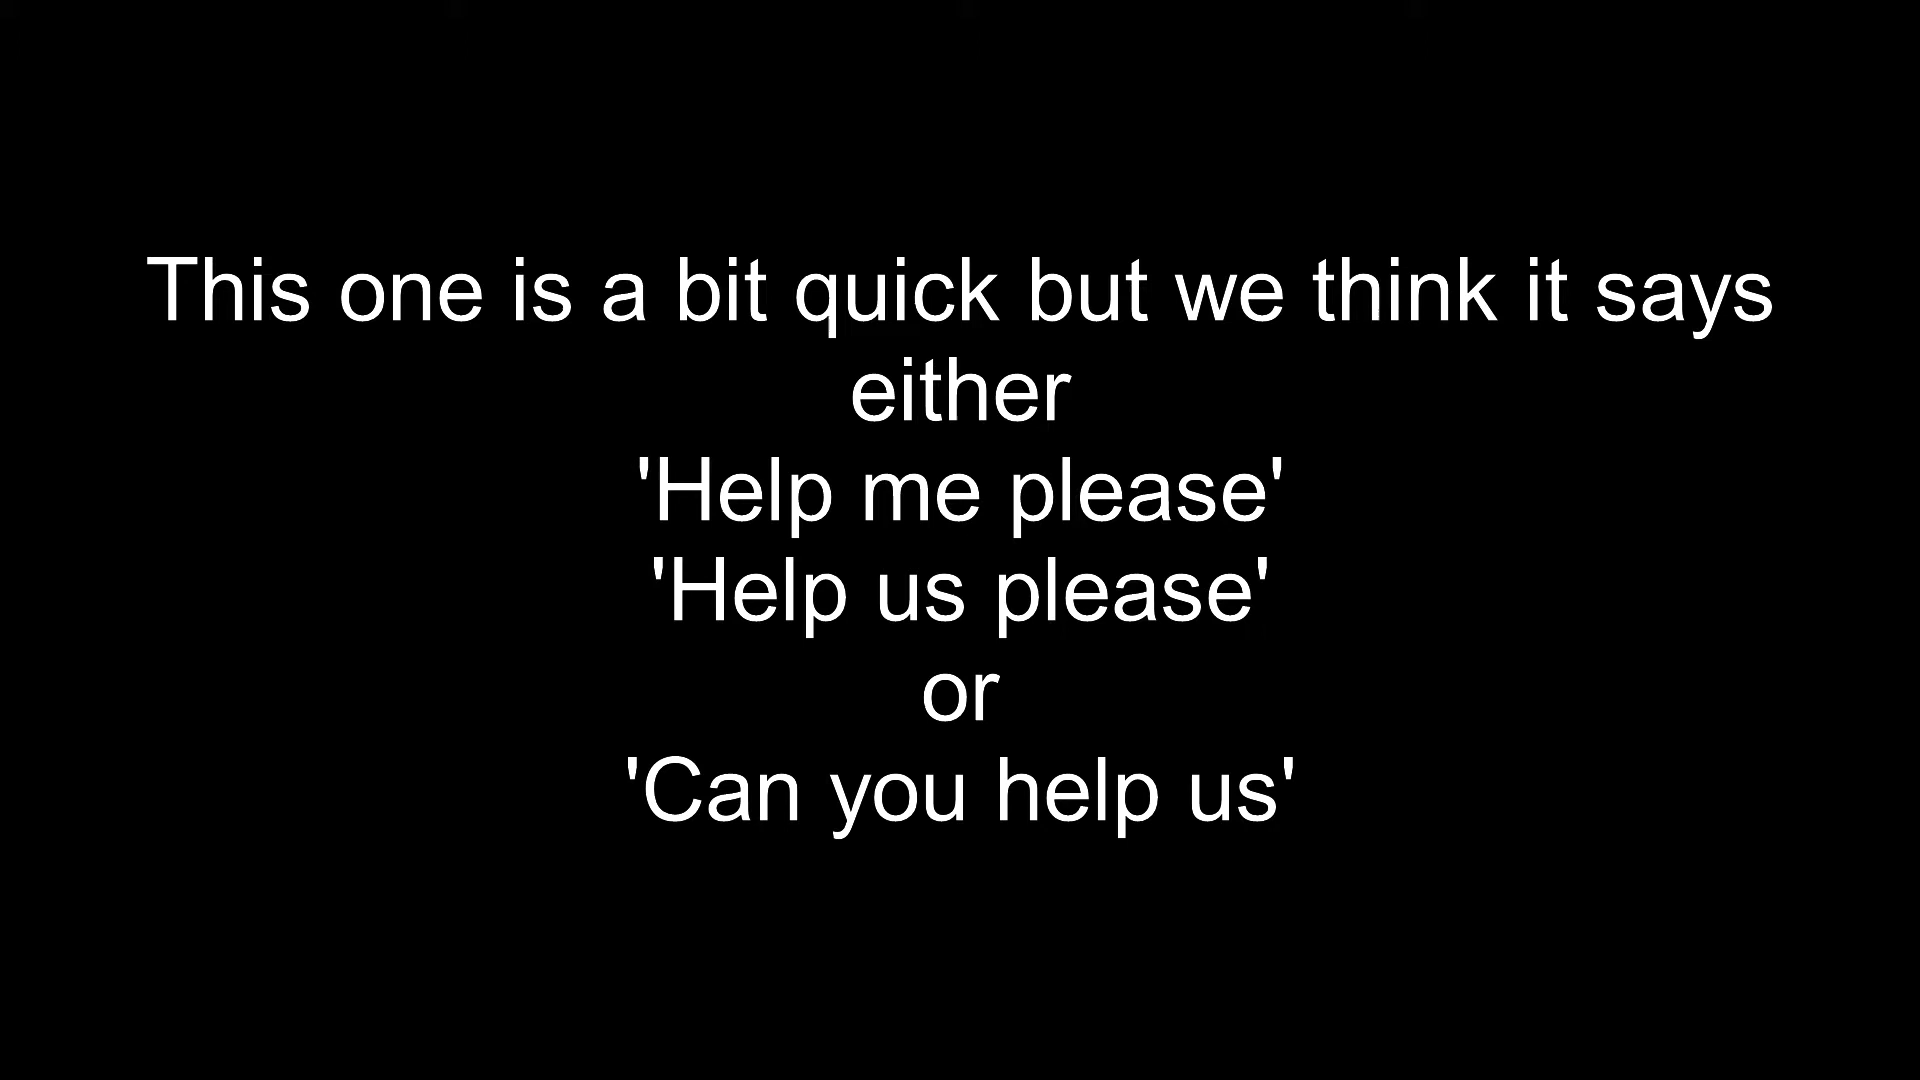 This one is a bit quick but we think it says
either
'Help me please'
'Help us please'
or
'Can you help us'